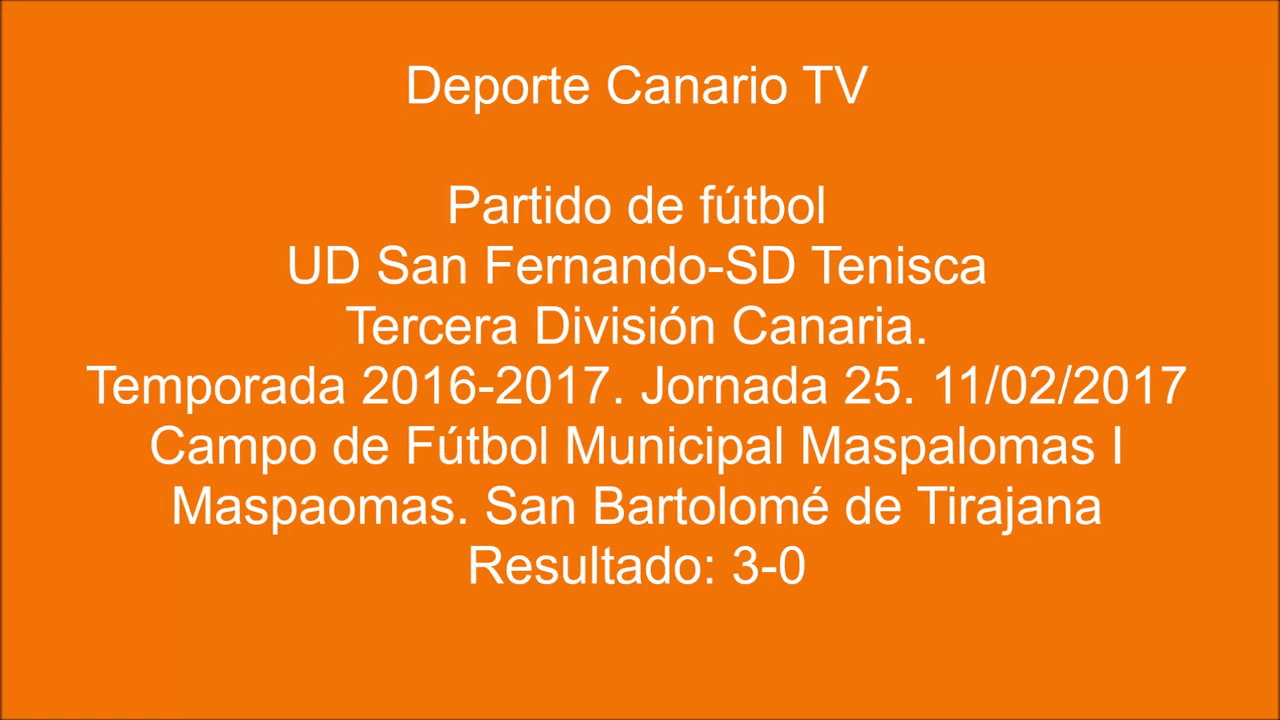 Deporte Canario TV
Partido de fútbol
UD San Fernando-SD Tenisca
Tercera División Canaria.
Temporada 2016-2017. Jornada 25. 11/02/2017
Campo de Fútbol Municipal Maspalomas I
Maspaomas. San Bartolomé de Tirajana
Resultado: 3-0